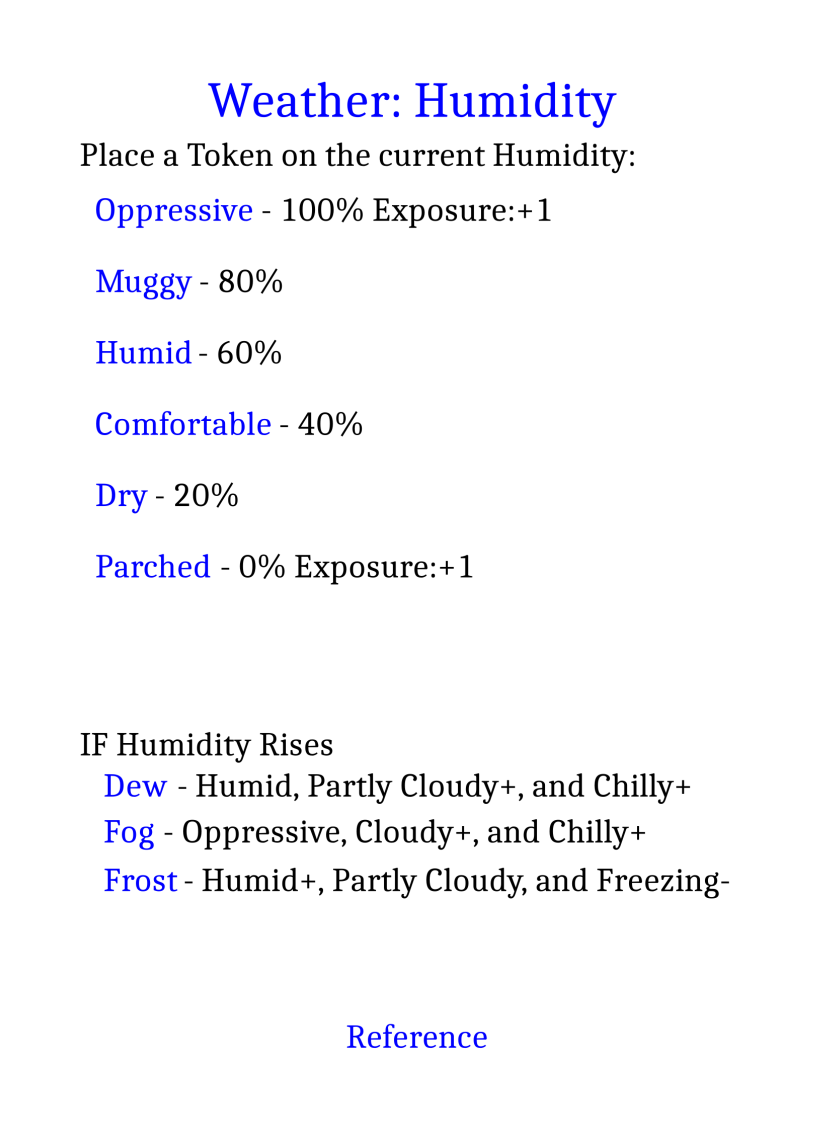 Weather: Humidity
Place a Token on the current Humidity:
Oppressive - 100% Exposure:+1
Muggy - 80%
Humid - 60%
Comfortable - 40%
Dry - 20%
Parched - 0% Exposure:+1
IF Humidity Rises
Dew - Humid, Partly Cloudy+, and Chilly+
Fog - Oppressive, Cloudy+, and Chilly+
Frost - Humid+, Partly Cloudy, and Freezing-
Reference